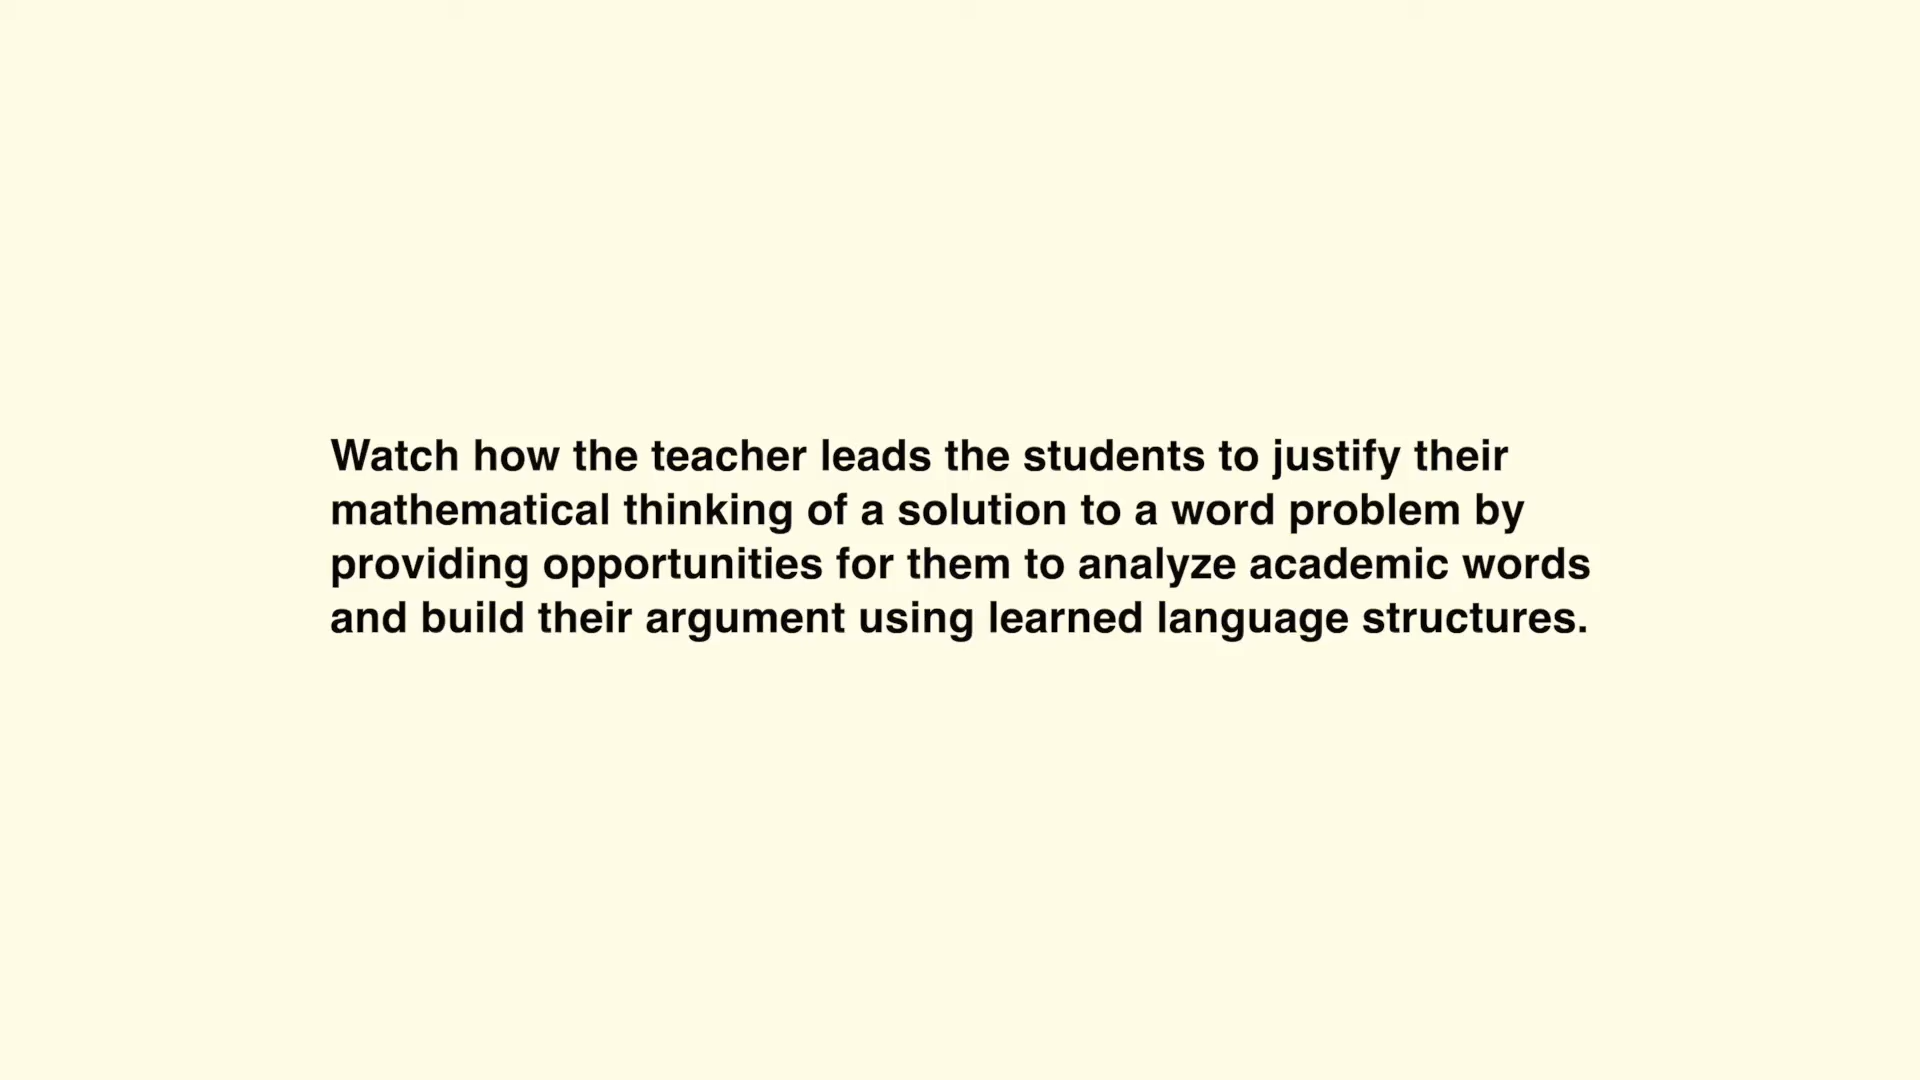 Watch how the teacher leads the students to justify their
mathematical thinking of a solution to a word problem by
providing opportunities for them to analyze academic words
and build their argument using learned language structures.